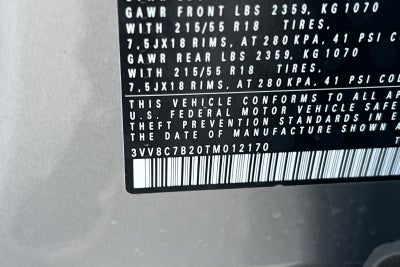 GAWR FRONT LBS 2359, KG1070
WITH 215/55 R18 TIRES,
7.5JX18 RIMS, AT 280KPA, 41 PSI COL
GAWR REAR LBS 2359, KG1070
WITH 215/55 R18 TIRES,
7.5JX18 RIMS, AT 280KPA, 41 PSI COL
THIS VEHICLE CONFORMS TO A
U.S. FEDERAL MOTOR VEHICLE SAFE
THEFT PREVENTION STANDARDS
THE DATE OF MANUFACTURE SHOWN A
3VV8C7B20TM012170